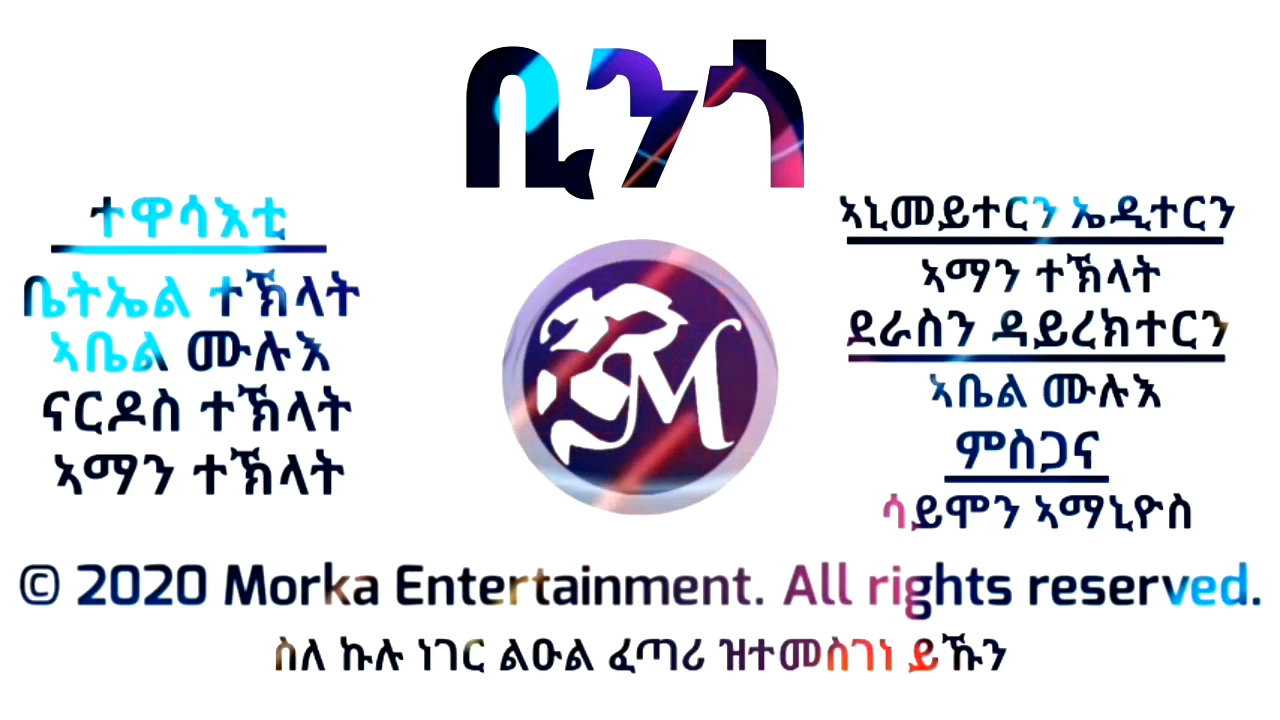 ቢንሳ
ተዋሳእቲ
ቤትኤል ተኽላት
ኣቤል ሙሉእ
ናርዶስ ተኽላት
ኣማን ተኽላት
M
ኣኒመይተርን ኤዲተርን
ኣማን ተኽላት
ደራስን ዳይረክተርን
ኣቤል ሙሉእ
ምስጋና
ሳይሞን ኣማኒዮስ
© 2020 Morka Entertainment. All rights reserved.
ስለ ኩሉ ነገር ልዑል ፈጣሪ ዝተመስገነ ይኹን